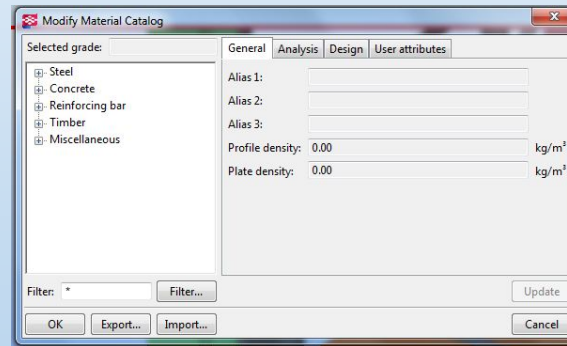 Modify Material Catalog
Selected grade:
General Analysis Design User attributes
Steel
Concrete
Reinforcing bar
Timber
Miscellaneous
Alias 1:
Alias 2:
Alias 3:
Profile density: 0.00 kg/m³
Plate density: 0.00 kg/m³
Filter: * Filter... Update
OK Export... Import... Cancel